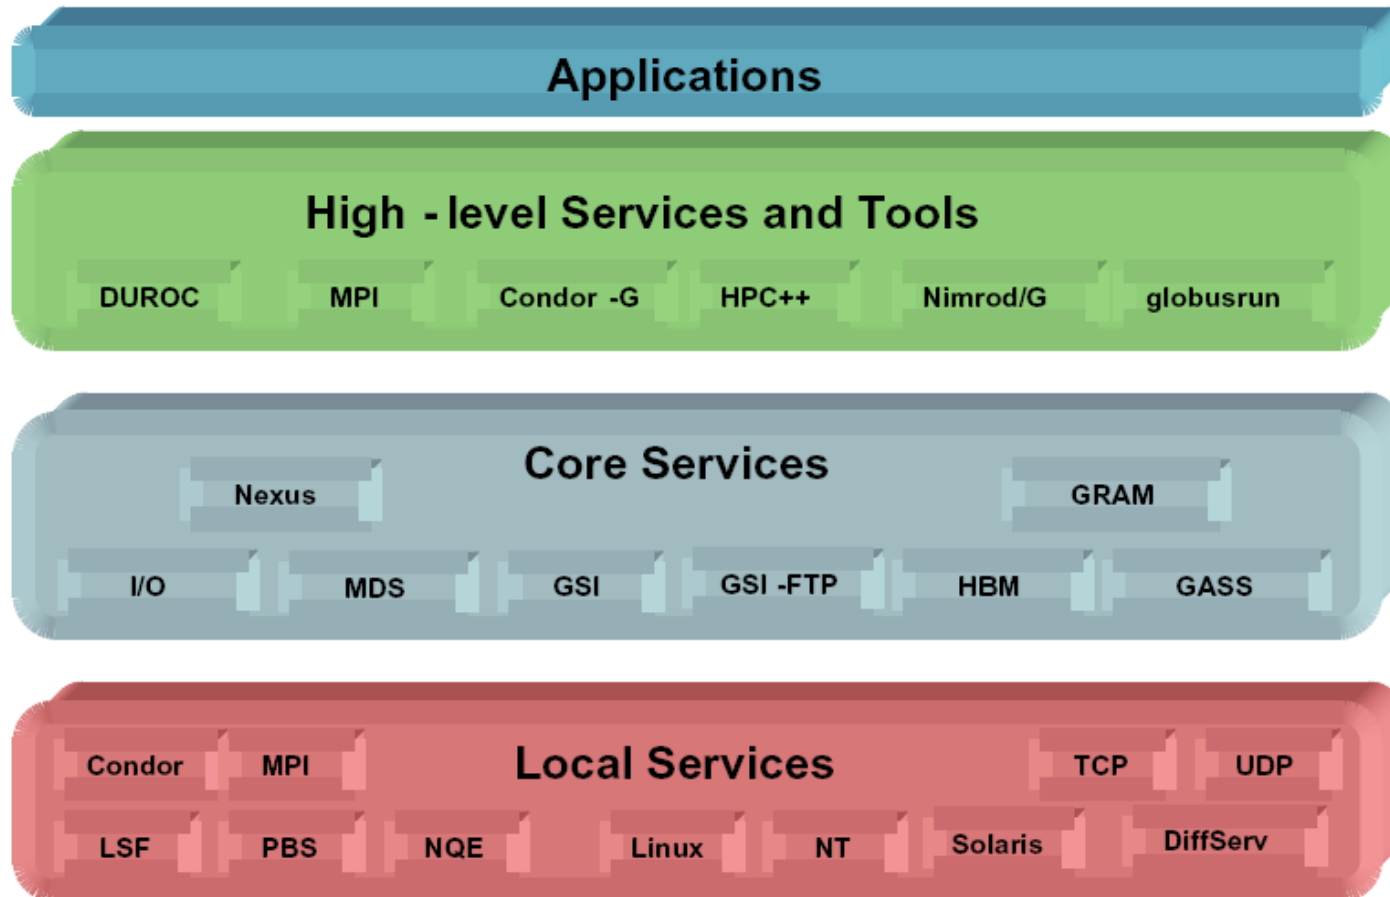 Applications
High - level Services and Tools
DUROC MPI Condor -G HPC++ Nimrod/G globusrun
Core Services
Nexus GRAM
I/O MDS GSI GSI -FTP HBM GASS
Local Services
Condor MPI TCP UDP
LSF PBS NQE Linux NT Solaris DiffServ